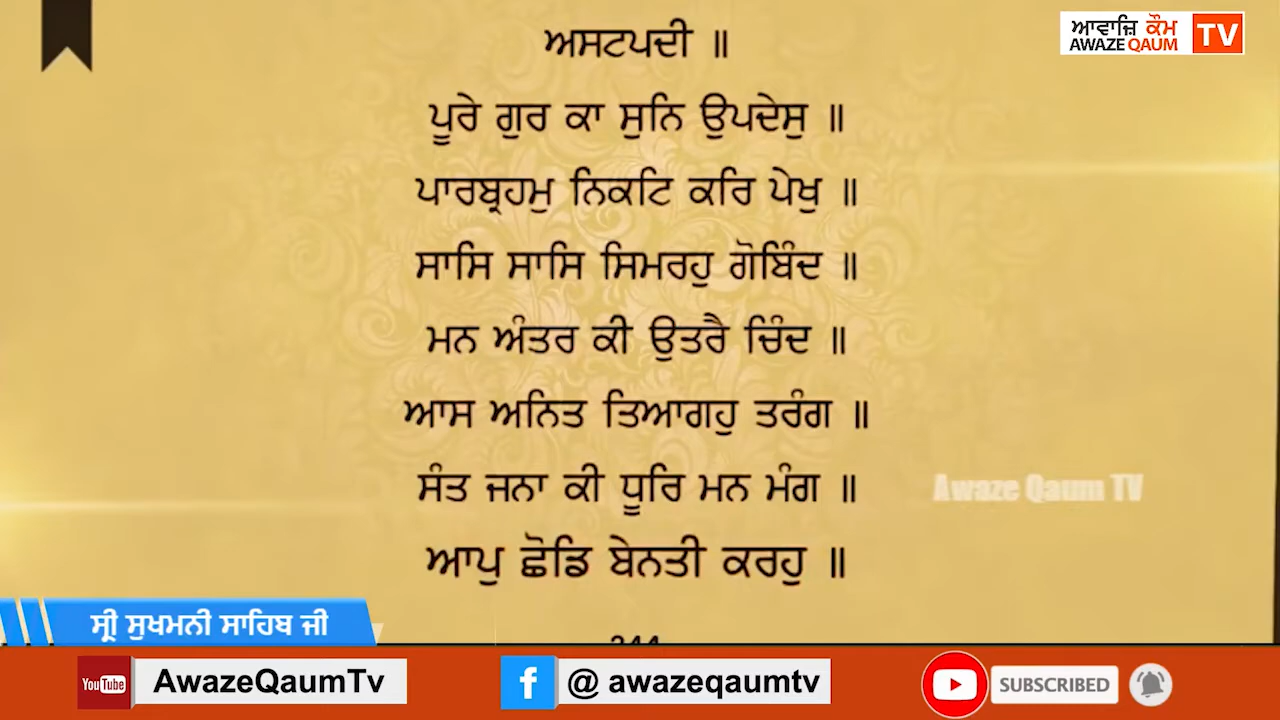 ਆਵਾਜ਼ਿ ਕੌਮ
AWAZE QAUM TV
ਅਸਟਪਦੀ ॥
ਪੂਰੇ ਗੁਰ ਕਾ ਸੁਨਿ ਉਪਦੇਸੁ ॥
ਪਾਰਬ੍ਰਹਮੁ ਨਿਕਟਿ ਕਰਿ ਪੇਖੁ ॥
ਸਾਸਿ ਸਾਸਿ ਸਿਮਰਹੁ ਗੋਬਿੰਦ ॥
ਮਨ ਅੰਤਰ ਕੀ ਉਤਰੈ ਚਿੰਦ ॥
ਆਸ ਅਨਿਤ ਤਿਆਗਹੁ ਤਰੰਗ ॥
ਸੰਤ ਜਨਾ ਕੀ ਧੂਰਿ ਮਨ ਮੰਗ ॥
Awaze Qaum TV
ਆਪੁ ਛੋਡਿ ਬੇਨਤੀ ਕਰਹੁ ॥
ਸ੍ਰੀ ਸੁਖਮਨੀ ਸਾਹਿਬ ਜੀ
YouTube AwazeQaumTv
f @ awazeqaumtv
SUBSCRIBED